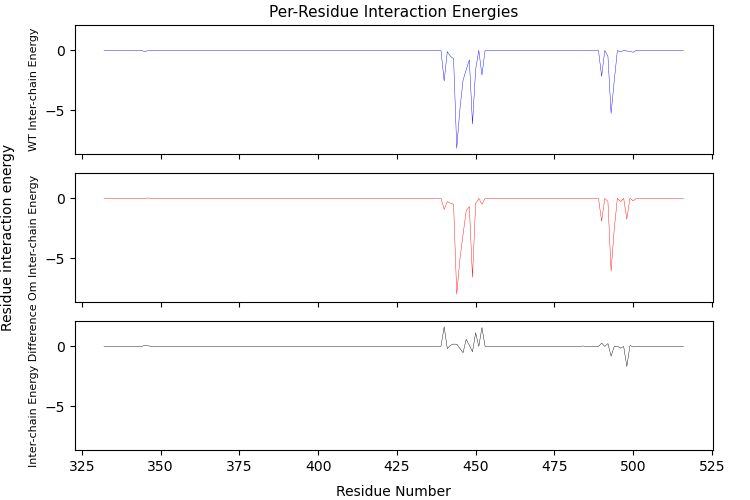 Per-Residue Interaction Energies
Residue interaction energy
WT Inter-chain Energy
0
−5
Om Inter-chain Energy
0
−5
Inter-chain Energy Difference
0
−5
325 350 375 400 425 450 475 500 525
Residue Number